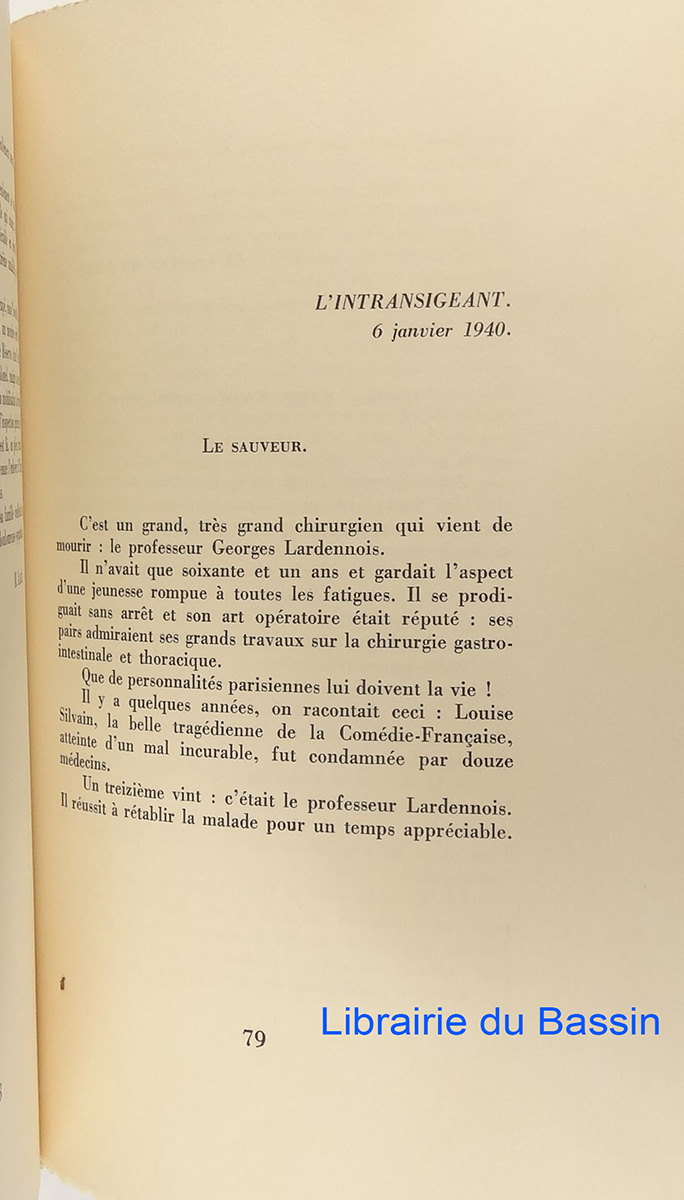 L'INTRANSIGEANT.
6 janvier 1940.
LE SAUVEUR.
C'est un grand, très grand chirurgien qui vient de
mourir : le professeur Georges Lardennois.
Il n'avait que soixante et un ans et gardait l'aspect
d'une jeunesse rompue à toutes les fatigues. Il se prodi-
guait sans arrêt et son art opératoire était réputé : ses
pairs admiraient ses grands travaux sur la chirurgie gastro-
intestinale et thoracique.
Que de personnalités parisiennes lui doivent la vie !
Il y a quelques années, on racontait ceci : Louise
Silvain, la belle tragédienne de la Comédie-Française,
atteinte d'un mal incurable, fut condamnée par douze
médecins.
Un treizième vint : c'était le professeur Lardennois.
Il réussit à rétablir la malade pour un temps appréciable.
79
Librairie du Bassin